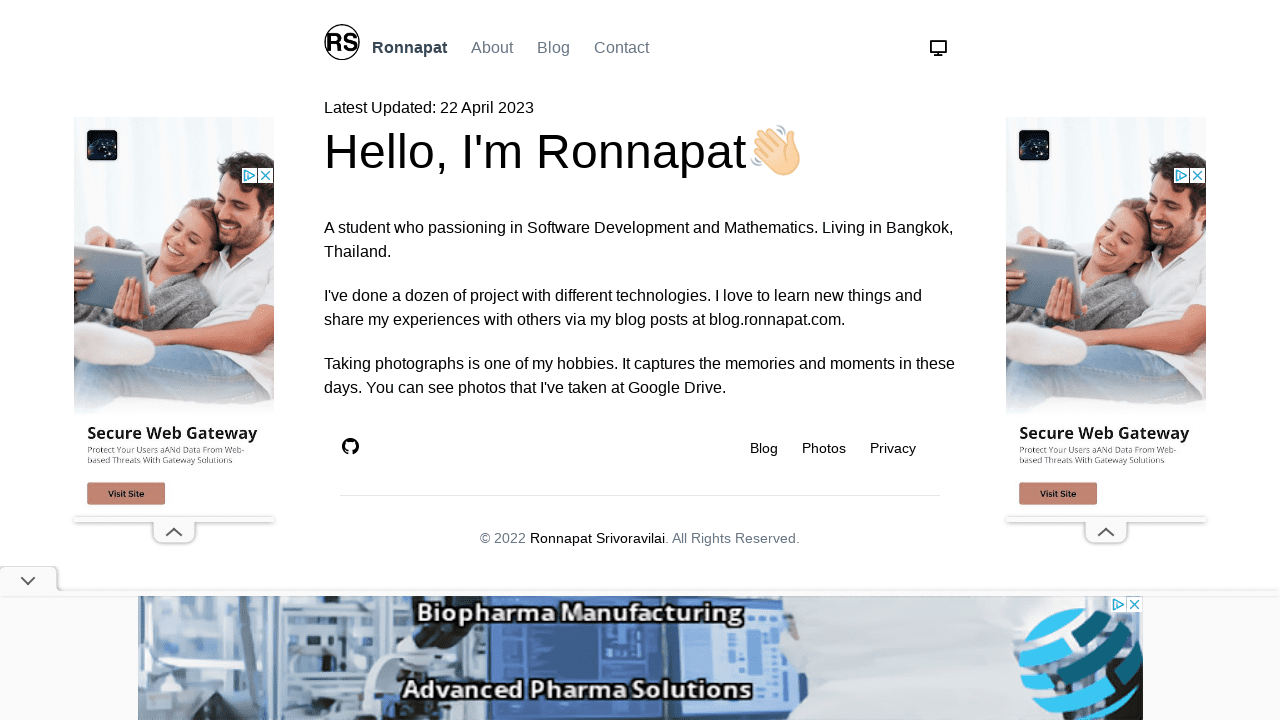 RS Ronnapat About Blog Contact
Latest Updated: 22 April 2023
Hello, I'm Ronnapat
A student who passioning in Software Development and Mathematics. Living in Bangkok,
Thailand.
I've done a dozen of project with different technologies. I love to learn new things and
share my experiences with others via my blog posts at blog.ronnapat.com.
Taking photographs is one of my hobbies. It captures the memories and moments in these
days. You can see photos that I've taken at Google Drive.
Blog Photos Privacy
© 2022 Ronnapat Srivoravilai. All Rights Reserved.
Secure Web Gateway
Protect Your Users aANd Data From Web-
based Threats With Gateway Solutions
Visit Site
Secure Web Gateway
Protect Your Users aANd Data From Web-
based Threats With Gateway Solutions
Visit Site
Biopharma Manufacturing
Advanced Pharma Solutions